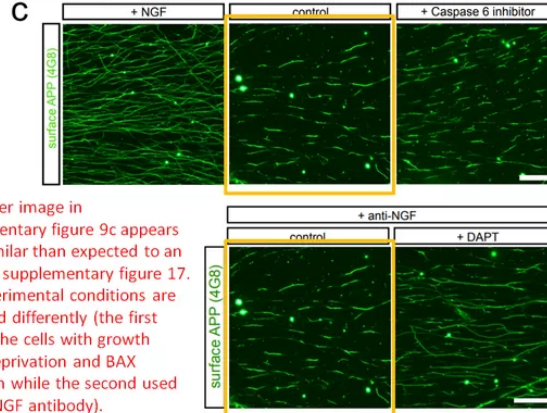 C
+ NGF
control
+ Caspase 6 inhibitor
surface APP (4G8)
er image in
entary figure 9c appears
milar than expected to an
supplementary figure 17.
erimental conditions are
d differently (the first
he cells with growth
eprivation and BAX
n while the second used
NGF antibody).
+ anti-NGF
control
+ DAPT
surface APP (4G8)